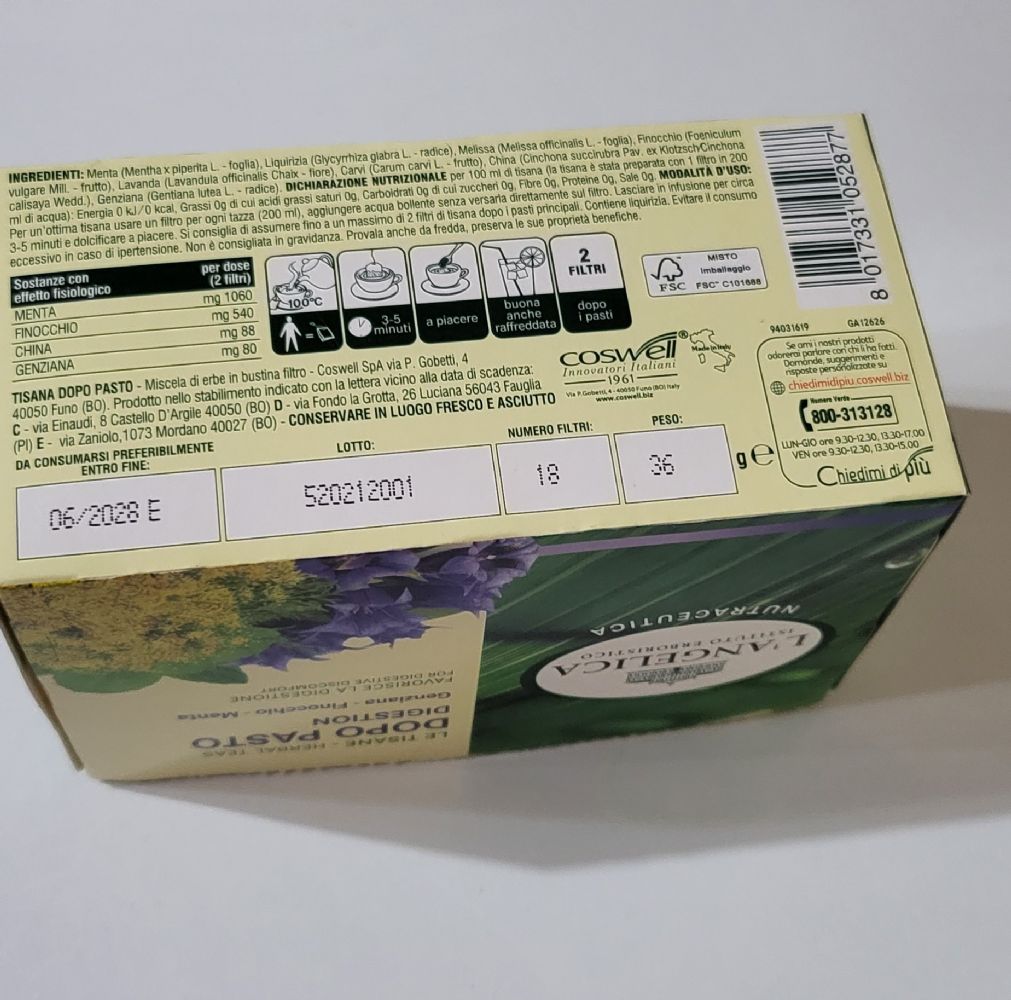 INGREDIENTI: Menta (Mentha x piperita L. - foglia), Liquirizia (Glycyrrhiza glabra L. - radice), Melissa (Melissa officinalis L. - foglia), Finocchio (Foeniculum
vulgare Mill. - frutto), Lavanda (Lavandula officinalis Chaix - fiore), Carvi (Carum carvi L. - frutto), China (Cinchona succirubra Pav. ex KlotzschCinchona
calisaya Wedd.), Genziana (Gentiana lutea L. - radice). DICHIARAZIONE NUTRIZIONALE per 100 ml di tisana (la tisana è stata preparata con 1 filtro in 200
ml di acqua): Energia 0 kJ/0 kcal, Grassi 0g di cui acidi grassi saturi 0g, Carboidrati 0g di cui zuccheri 0g, Fibre 0g, Proteine 0g, Sale 0g. MODALITÀ D'USO:
Per un'ottima tisana usare un filtro per ogni tazza (200 ml), aggiungere acqua bollente senza versarla direttamente sul filtro. Lasciare in infusione per circa
3-5 minuti e dolcificare a piacere. Si consiglia di assumere fino a un massimo di 2 filtri di tisana dopo i pasti principali. Contiene liquirizia. Evitare il consumo
eccessivo in caso di ipertensione. Non è consigliata in gravidanza. Provala anche da fredda, preserva le sue proprietà benefiche.
Sostanze con effetto fisiologico
per dose (2 filtri)
MENTA mg 1060
FINOCCHIO mg 540
CHINA mg 88
GENZIANA mg 80
100°C
3-5 minuti
a piacere
buona anche raffreddata
2 FILTRI
dopo i pasti
FSC
MISTO
Imballaggio
FSC™ C101688
8 017331 052877
TISANA DOPO PASTO - Miscela di erbe in bustina filtro - Coswell SpA via P. Gobetti, 4
40050 Funo (BO). Prodotto nello stabilimento indicato con la lettera vicino alla data di scadenza:
C - via Einaudi, 8 Castello D'Argile 40050 (BO) D - via Fondo la Grotta, 26 Luciana 56043 Fauglia
(PI) E - via Zaniolo,1073 Mordano 40027 (BO) - CONSERVARE IN LUOGO FRESCO E ASCIUTTO
coswell®
Innovatori Italiani
1961
Via P.Gobetti, 4 - 40050 Funo (BO) Italy
www.coswell.biz
Made in Italy
94031619 GA12626
Se ami i nostri prodotti
adorerai parlare con chi li ha fatti.
Domande, suggerimenti e
risposte personalizzate su
chiedimidipiu.coswell.biz
Numero Verde
800-313128
LUN-GIO ore 9.30-12.30, 13.30-17.00
VEN ore 9.30-12.30, 13.30-15.00
Chiedimi di più
DA CONSUMARSI PREFERIBILMENTE
ENTRO FINE:
06/2028 E
LOTTO:
520212001
NUMERO FILTRI:
18
PESO:
36
g e
L'ANGELICA
ISTITUTO ERBORISTICO
NUTRACEUTICA
LE TISANE - HERBAL TEAS
DOPO PASTO
DIGESTION
Genziana - Finocchio - Menta
FAVORISCE LA DIGESTIONE
FOR DIGESTIVE DISCOMFORT